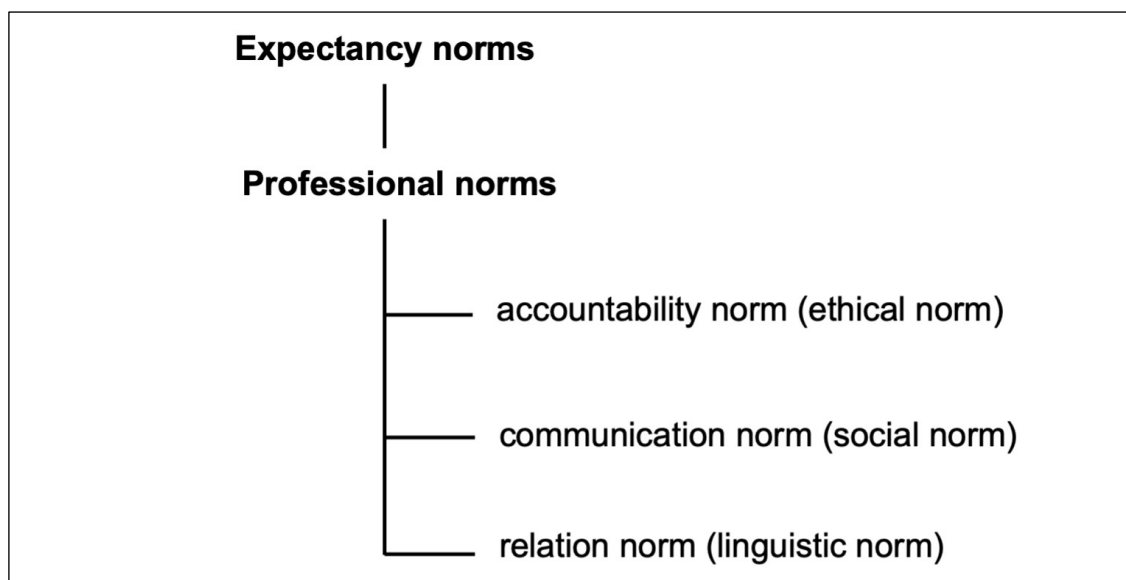 Expectancy norms
Professional norms
accountability norm (ethical norm)
communication norm (social norm)
relation norm (linguistic norm)